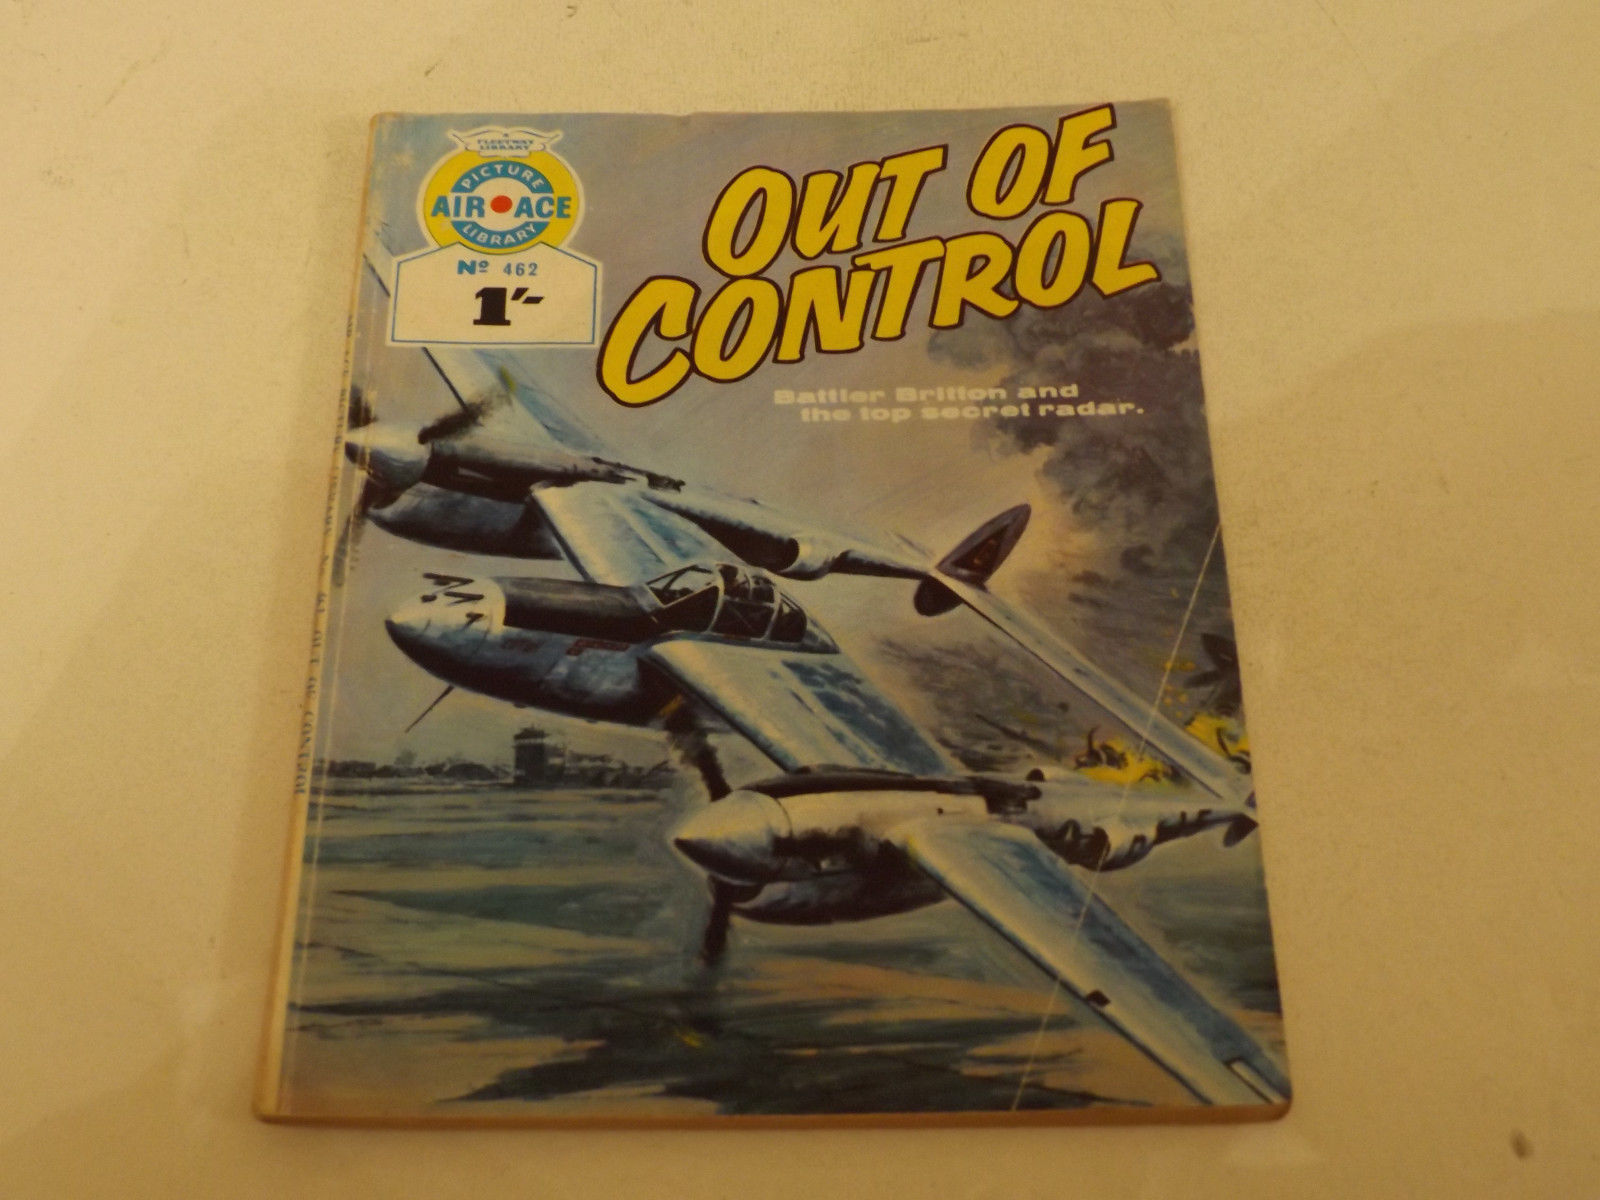 A
FLEETWAY
LIBRARY
PICTURE
AIR ACE
LIBRARY
Nº 462
1'-
OUT OF
CONTROL
Battler Britton and
the top secret radar.